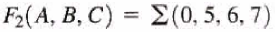 F₂(A, B, C) = Σ(0, 5, 6, 7)